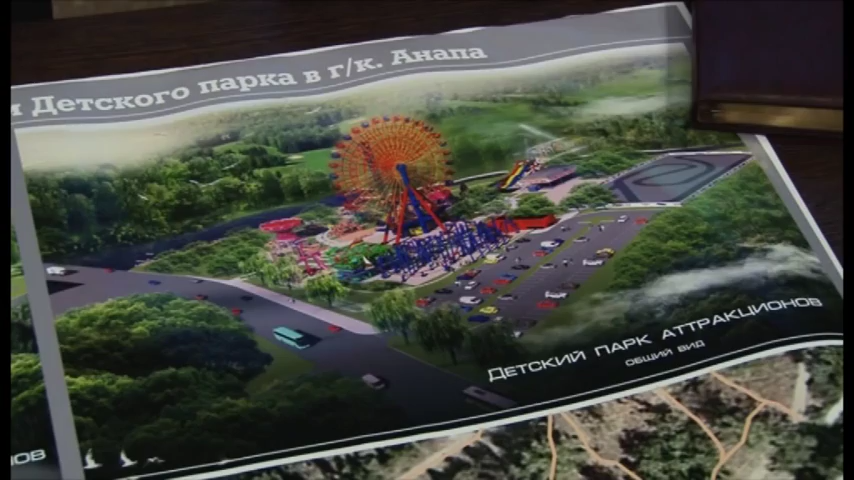 и Детского парка в г/к. Анапа
Детский парк аттракционов
общий вид
ов